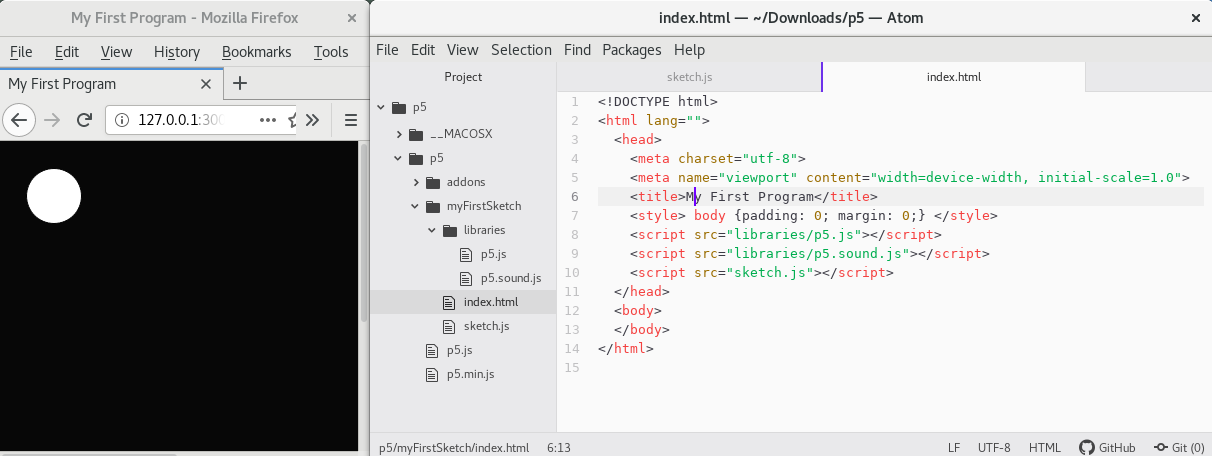 My First Program - Mozilla Firefox ×
File Edit View History Bookmarks Tools
My First Program × +
127.0.0.1:300
index.html — ~/Downloads/p5 — Atom ×
File Edit View Selection Find Packages Help
Project
p5
__MACOSX
p5
addons
myFirstSketch
libraries
p5.js
p5.sound.js
index.html
sketch.js
p5.js
p5.min.js
sketch.js index.html
1 <!DOCTYPE html>
2 <html lang="">
3 <head>
4 <meta charset="utf-8">
5 <meta name="viewport" content="width=device-width, initial-scale=1.0">
6 <title>My First Program</title>
7 <style> body {padding: 0; margin: 0;} </style>
8 <script src="libraries/p5.js"></script>
9 <script src="libraries/p5.sound.js"></script>
10 <script src="sketch.js"></script>
11 </head>
12 <body>
13 </body>
14 </html>
15
p5/myFirstSketch/index.html 6:13 LF UTF-8 HTML GitHub Git (0)